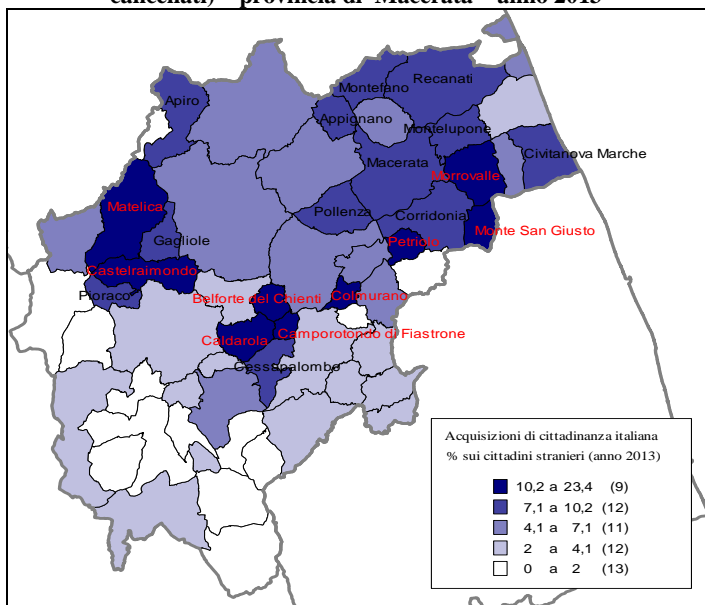 cancellati) – provincia di Macerata – anno 2013
Recanati
Montefano
Apiro
Appignano
Montelupone
Macerata
Civitanova Marche
Morrovalle
Matelica
Pollenza
Corridonia
Monte San Giusto
Gagliole
Petriolo
Castelraimondo
Pioraco
Belforte del Chienti
Colmurano
Caldarola
Camporotondo di Fiastrone
Cessapalombo
Acquisizioni di cittadinanza italiana
% sui cittadini stranieri (anno 2013)
10,2 a 23,4 (9)
7,1 a 10,2 (12)
4,1 a 7,1 (11)
2 a 4,1 (12)
0 a 2 (13)